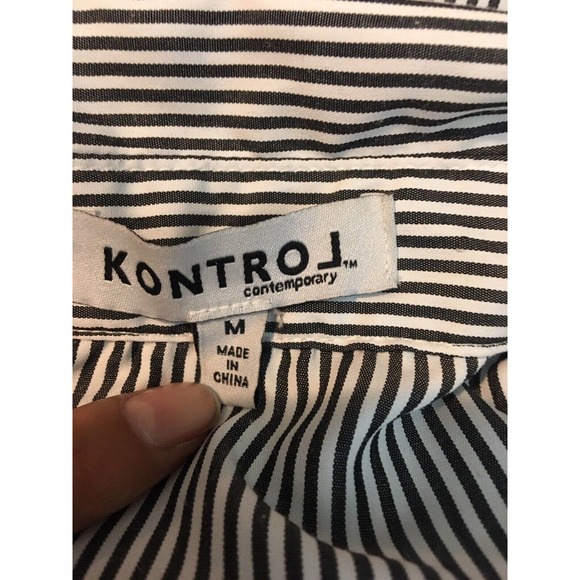 KONTROL™
contemporary
M
MADE
IN
CHINA